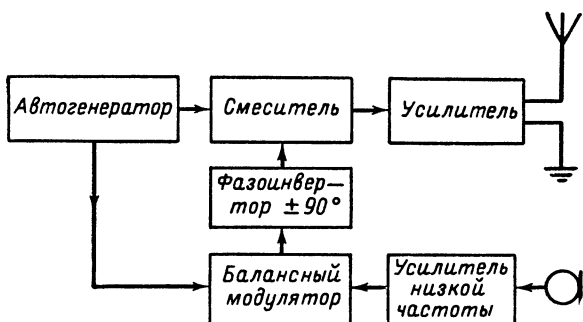 Автогенератор
Смеситель
Усилитель
Фазоинвер-
тор ± 90°
Балансный
модулятор
Усилитель
низкой
частоты